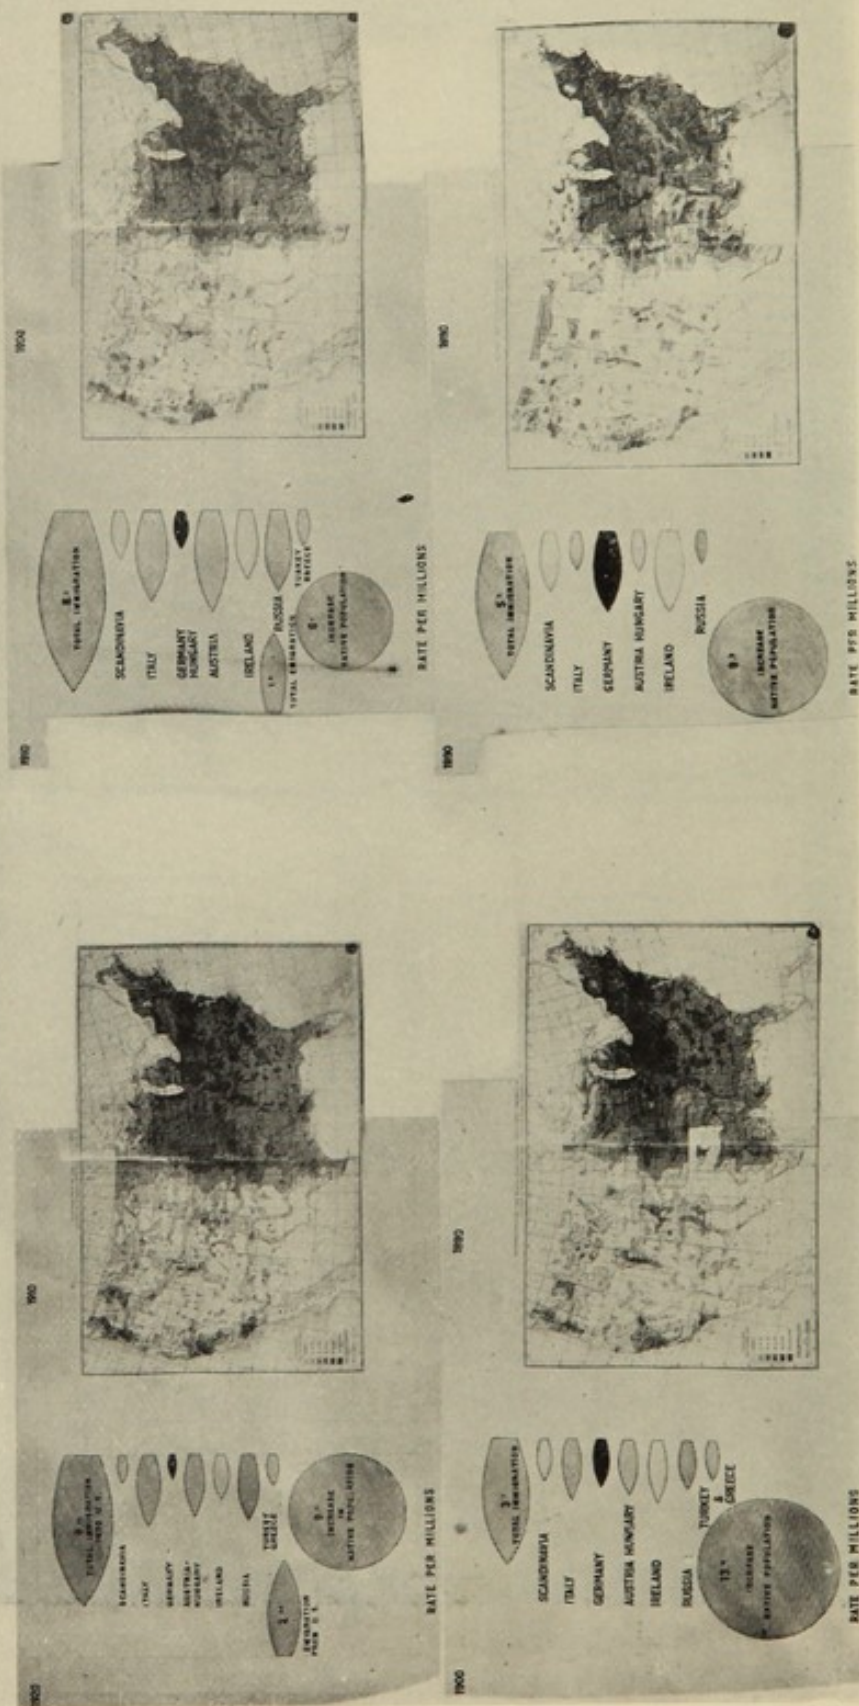 1920
1910
TOTAL IMMIGRATION
INTO U.S.
SCANDINAVIA
ITALY
GERMANY
AUSTRIA-
HUNGARY
IRELAND
RUSSIA
TURKEY
GREECE
EMIGRATION
FROM U.S.
INCREASE
IN
NATIVE POPULATION
RATE PER MILLIONS
1910
1900
TOTAL IMMIGRATION
SCANDINAVIA
ITALY
GERMANY
HUNGARY
AUSTRIA
IRELAND
RUSSIA
TURKEY
GREECE
TOTAL EMIGRATION
INCREASE
NATIVE POPULATION
RATE PER MILLIONS
1900
1890
TOTAL IMMIGRATION
SCANDINAVIA
ITALY
GERMANY
AUSTRIA HUNGARY
IRELAND
RUSSIA
TURKEY
&
GREECE
INCREASE
NATIVE POPULATION
RATE PER MILLIONS
1890
1880
TOTAL IMMIGRATION
SCANDINAVIA
ITALY
GERMANY
AUSTRIA HUNGARY
IRELAND
RUSSIA
INCREASE
NATIVE POPULATION
RATE PER MILLIONS